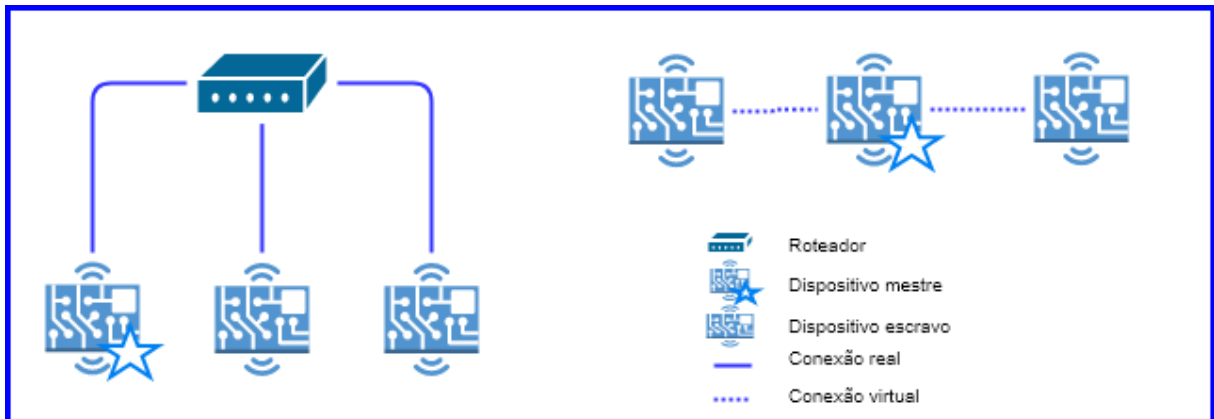 Roteador
Dispositivo mestre
Dispositivo escravo
Conexão real
Conexão virtual